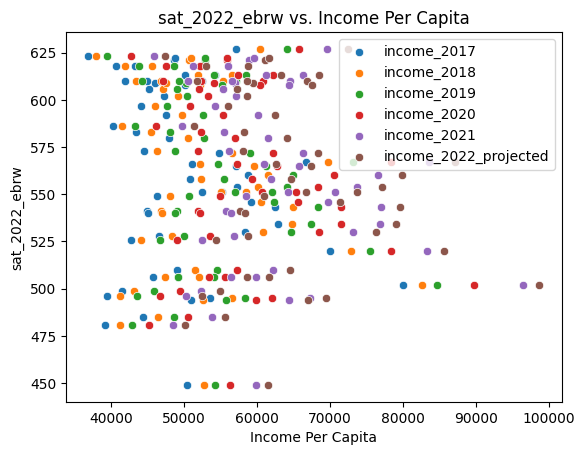 sat_2022_ebrw vs. Income Per Capita
income_2017
income_2018
income_2019
income_2020
income_2021
income_2022_projected
sat_2022_ebrw
625
600
575
550
525
500
475
450
40000 50000 60000 70000 80000 90000 100000
Income Per Capita